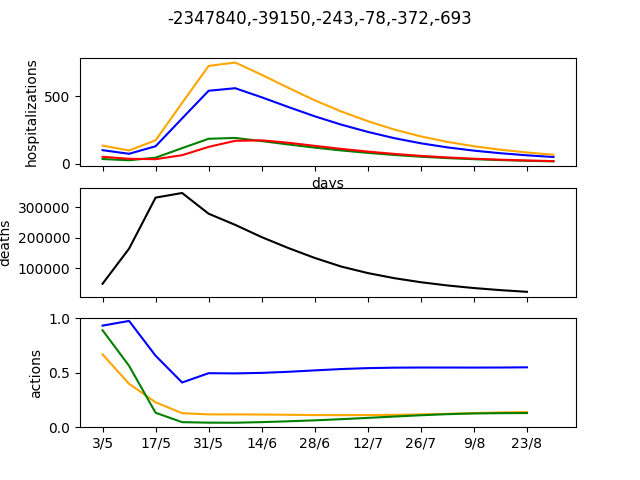 -2347840,-39150,-243,-78,-372,-693
hospitalizations
500
0
days
deaths
300000
200000
100000
actions
1.0
0.5
0.0
3/5 17/5 31/5 14/6 28/6 12/7 26/7 9/8 23/8